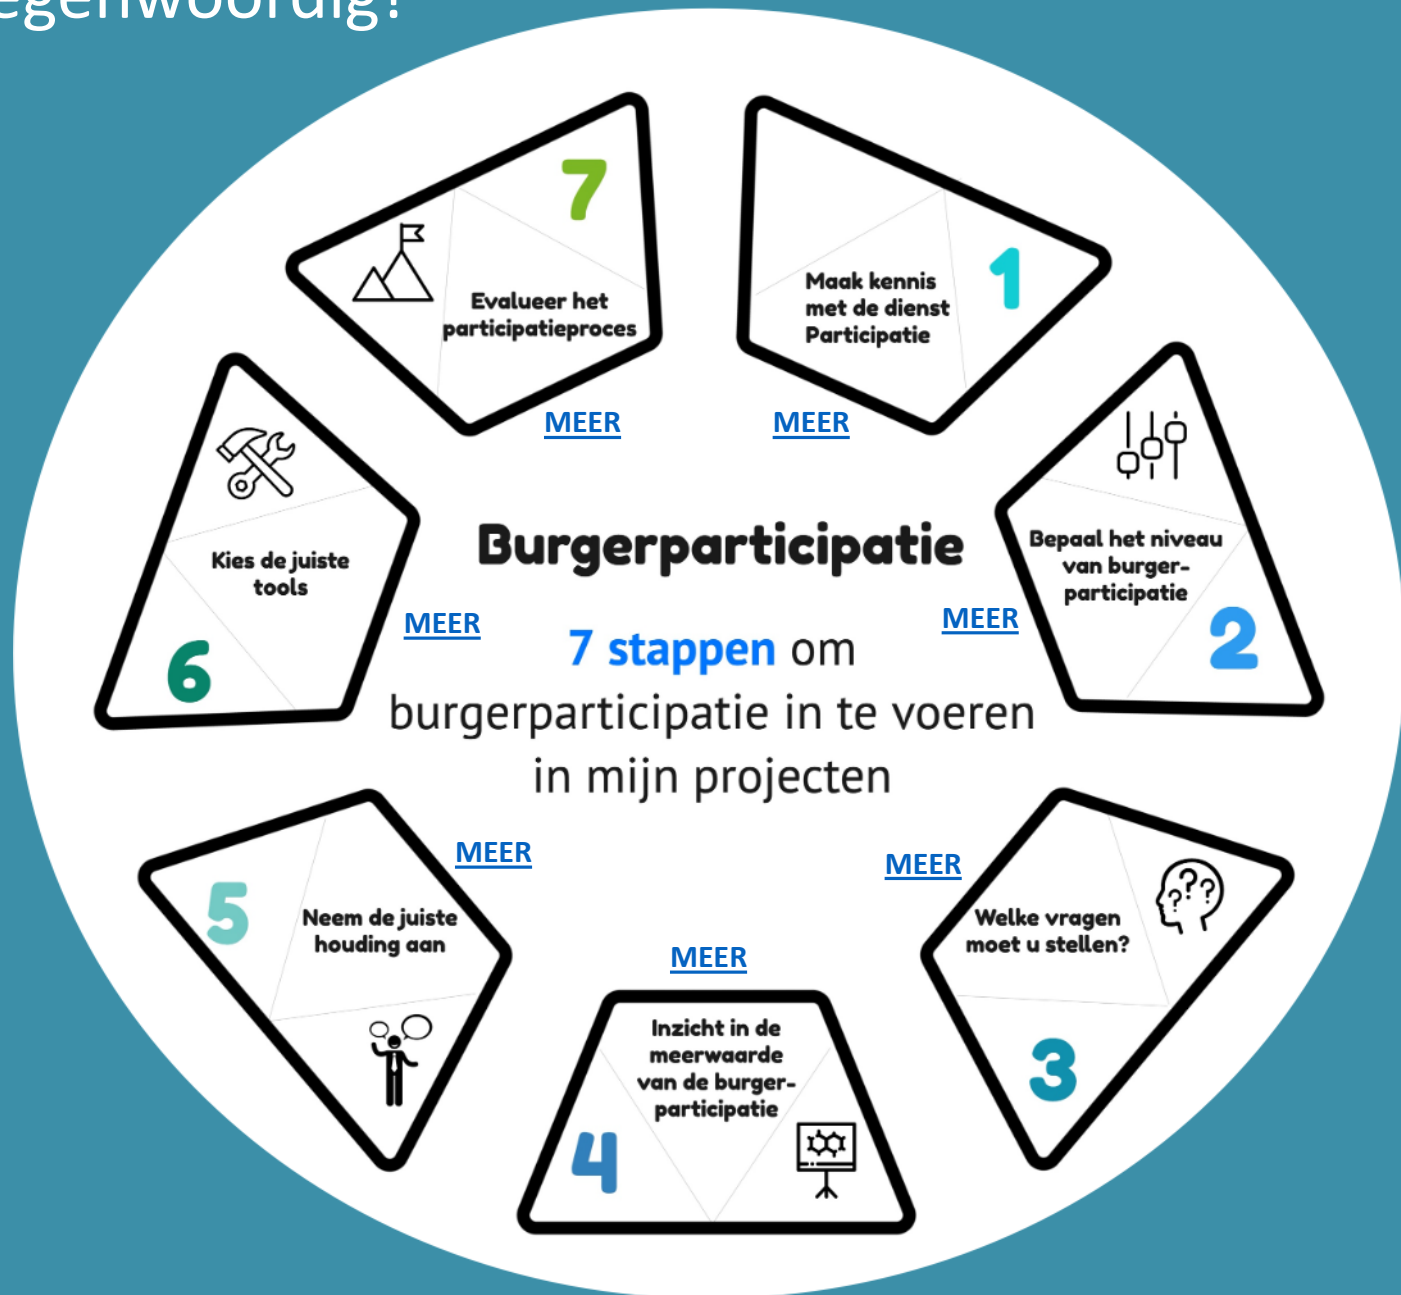 7
Evalueer het
participatieproces
MEER
1
Maak kennis
met de dienst
Participatie
MEER
Bepaal het niveau
van burger-
participatie
2
MEER
Kies de juiste
tools
6
MEER
Burgerparticipatie
7 stappen om
burgerparticipatie in te voeren
in mijn projecten
5
Neem de juiste
houding aan
MEER
MEER
Welke vragen
moet u stellen?
? ? ?
?
3
MEER
Inzicht in de
meerwaarde
van de burger-
participatie
4